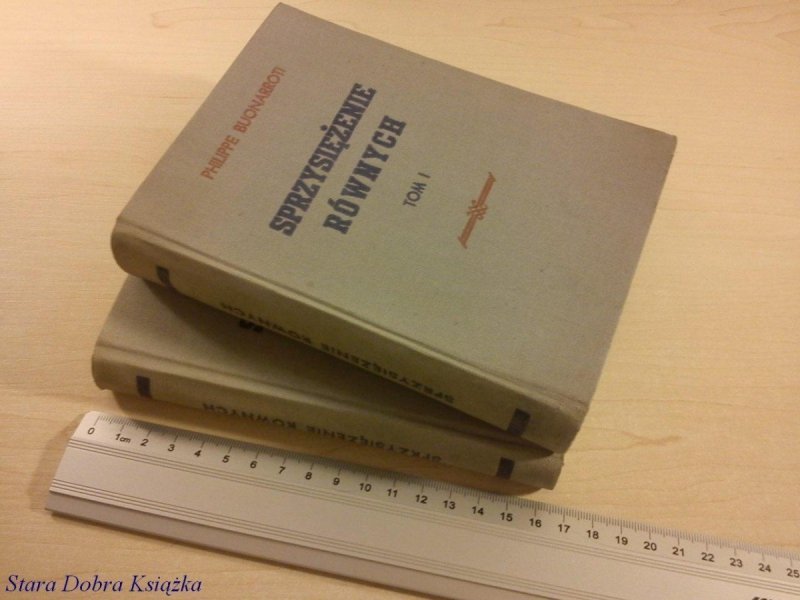 PHILIPPE BUONARROTI
SPRZYSIĘŻENIE
RÓWNYCH
TOM I
SPRZYSIĘŻENIE RÓWNYCH
SPRZYSIĘŻENIE RÓWNYCH
0 1cm 2 3 4 5 6 7 8 9 10 11 12 13 14 15 16 17 18 19 20 21 22 23 24 25
Stara Dobra Książka